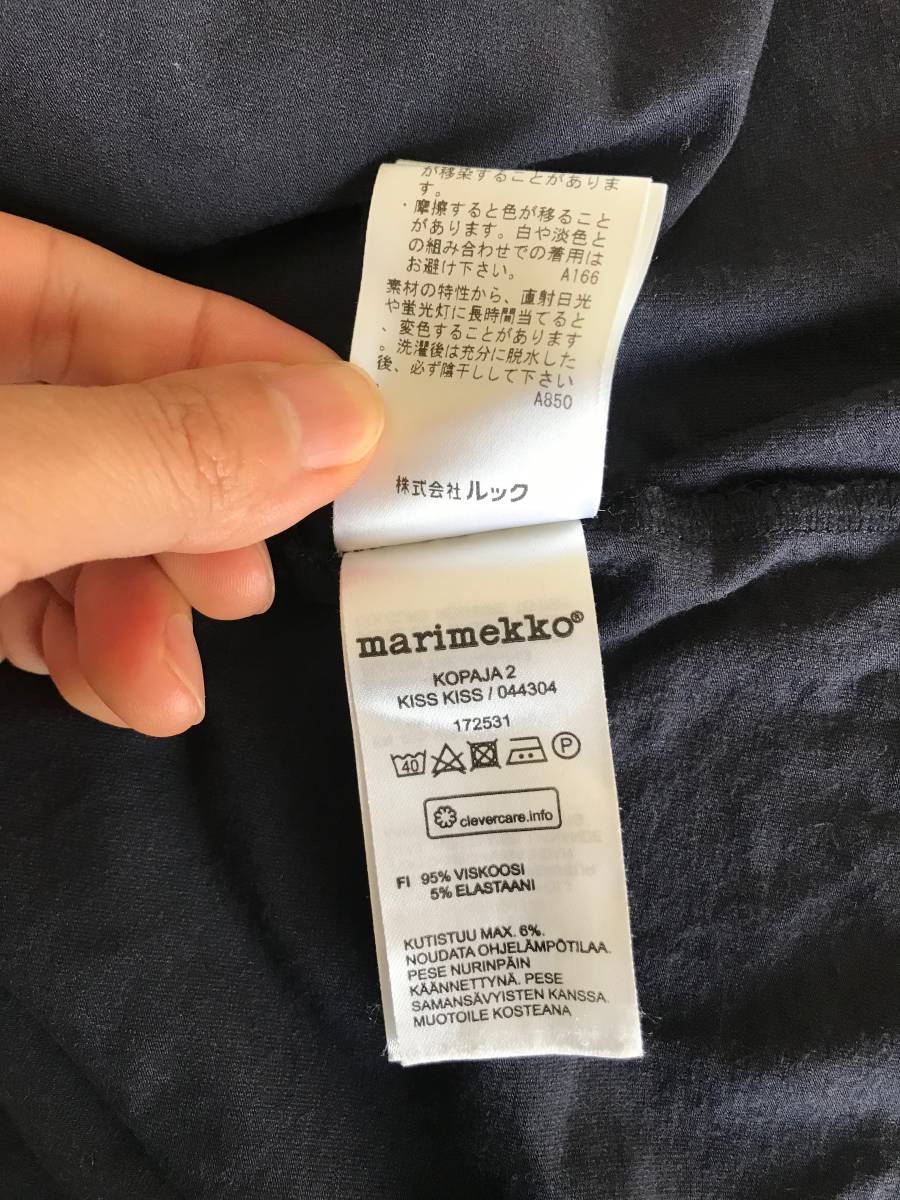 が移染することがありま
す。
・摩擦すると色が移ること
があります。白や淡色と
の組み合わせでの着用は
お避け下さい。 A166
素材の特性から、直射日光
や蛍光灯に長時間当てると
、変色することがあります
。洗濯後は充分に脱水した
後、必ず陰干しして下さい
A850
株式会社 ルック
marimekko®
KOPAJA 2
KISS KISS / 044304
172531
40 P
clevercare.info
FI 95% VISKOOSI
5% ELASTAANI
KUTISTUU MAX. 6%.
NOUDATA OHJELÄMPÖTILAA.
PESE NURINPÄIN
KÄÄNNETTYNÄ. PESE
SAMANSÄVYISTEN KANSSA.
MUOTOILE KOSTEANA